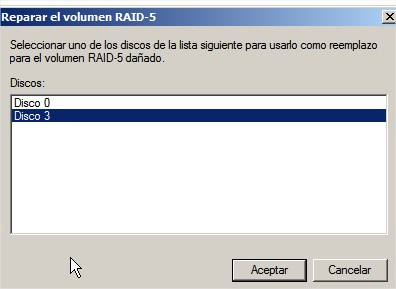 Reparar el volumen RAID-5
Seleccionar uno de los discos de la lista siguiente para usarlo como reemplazo
para el volumen RAID-5 dañado.
Discos:
Disco 0
Disco 3
Aceptar
Cancelar